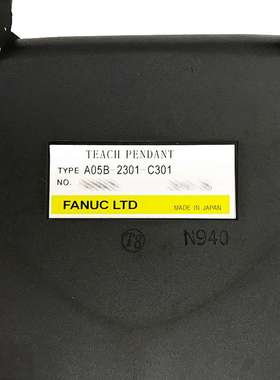 TEACH PENDANT
TYPE A05B-2301-C301
NO.
FANUC LTD MADE IN JAPAN
N940